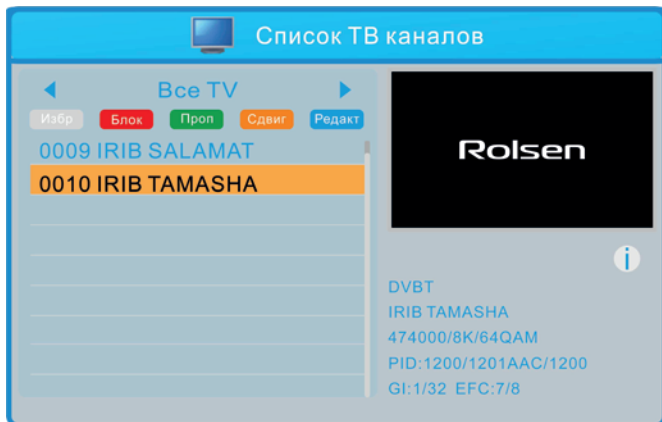 Список ТВ каналов
Все TV
Избр Блок Проп Сдвиг Редакт
0009 IRIB SALAMAT
0010 IRIB TAMASHA
Rolsen
i
DVBT
IRIB TAMASHA
474000/8K/64QAM
PID:1200/1201AAC/1200
GI:1/32 EFC:7/8